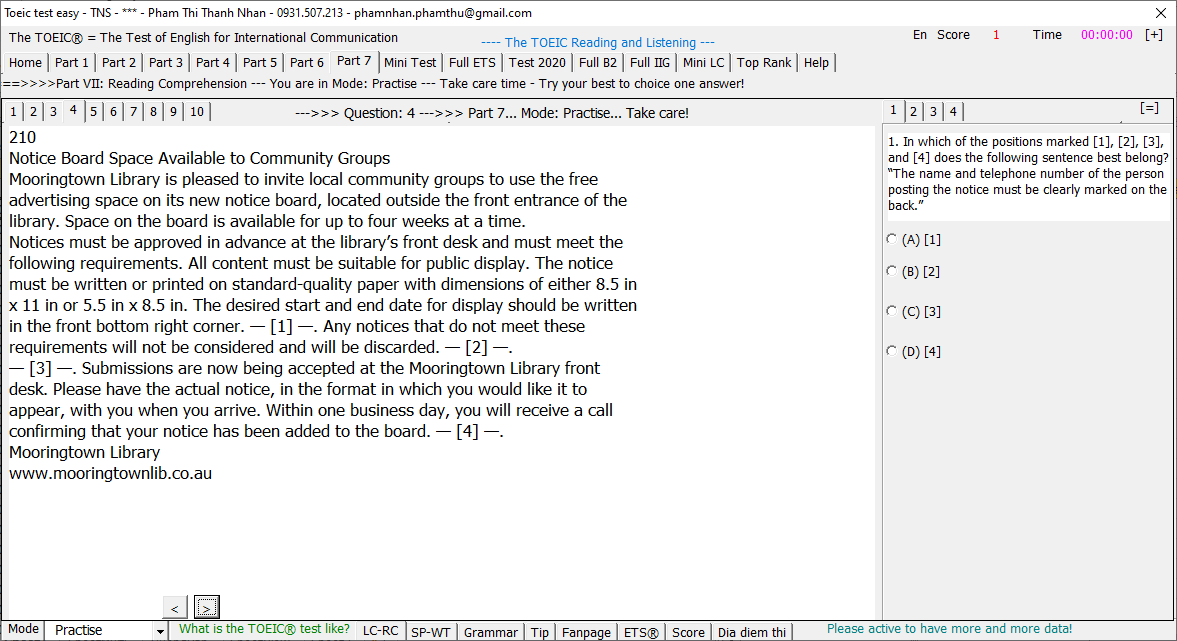 Toeic test easy - TNS - *** - Pham Thi Thanh Nhan - 0931.507.213 - phamnhan.phamthu@gmail.com
The TOEIC® = The Test of English for International Communication
---- The TOEIC Reading and Listening ---
En Score 1 Time 00:00:00 [+]
Home Part 1 Part 2 Part 3 Part 4 Part 5 Part 6 Part 7 Mini Test Full ETS Test 2020 Full B2 Full IIG Mini LC Top Rank Help
==>>>>Part VII: Reading Comprehension --- You are in Mode: Practise --- Take care time - Try your best to choice one answer!
1 2 3 4 5 6 7 8 9 10
--->>> Question: 4 --->>> Part 7... Mode: Practise... Take care!
210
Notice Board Space Available to Community Groups
Mooringtown Library is pleased to invite local community groups to use the free
advertising space on its new notice board, located outside the front entrance of the
library. Space on the board is available for up to four weeks at a time.
Notices must be approved in advance at the library's front desk and must meet the
following requirements. All content must be suitable for public display. The notice
must be written or printed on standard-quality paper with dimensions of either 8.5 in
x 11 in or 5.5 in x 8.5 in. The desired start and end date for display should be written
in the front bottom right corner. — [1] —. Any notices that do not meet these
requirements will not be considered and will be discarded. — [2] —.
— [3] —. Submissions are now being accepted at the Mooringtown Library front
desk. Please have the actual notice, in the format in which you would like it to
appear, with you when you arrive. Within one business day, you will receive a call
confirming that your notice has been added to the board. — [4] —.
Mooringtown Library
www.mooringtownlib.co.au
< >
1 2 3 4
[=]
1. In which of the positions marked [1], [2], [3],
and [4] does the following sentence best belong?
“The name and telephone number of the person
posting the notice must be clearly marked on the
back.”
(A) [1]
(B) [2]
(C) [3]
(D) [4]
Mode Practise What is the TOEIC® test like? LC-RC SP-WT Grammar Tip Fanpage ETS® Score Dia diem thi
Please active to have more and more data!